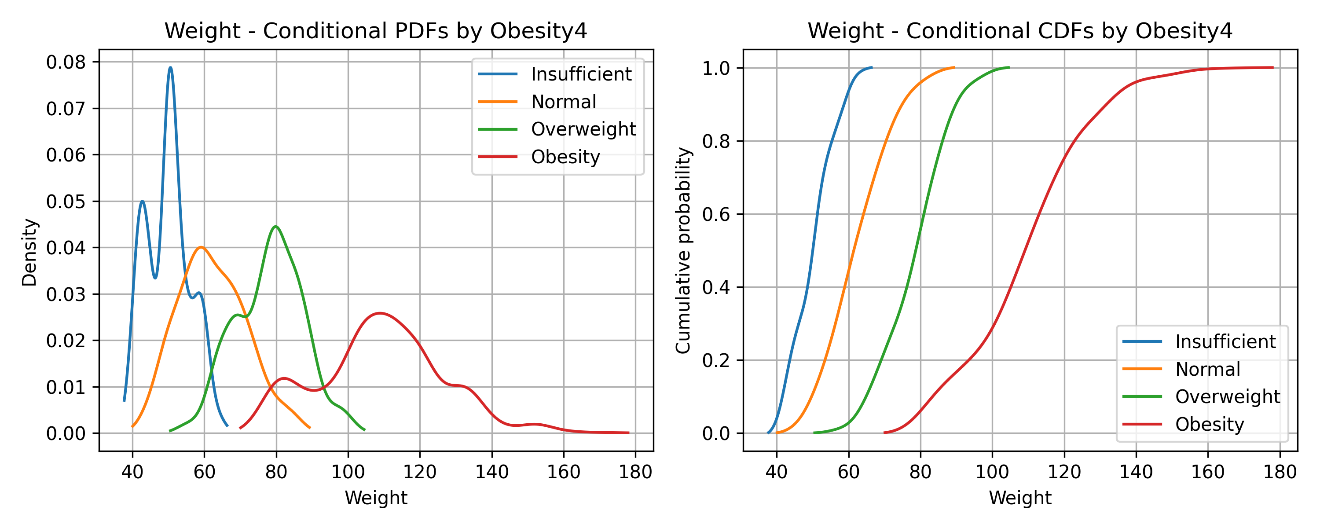 Weight - Conditional PDFs by Obesity4
Density
0.08
0.07
0.06
0.05
0.04
0.03
0.02
0.01
0.00
40 60 80 100 120 140 160 180
Weight
Insufficient
Normal
Overweight
Obesity
Weight - Conditional CDFs by Obesity4
Cumulative probability
1.0
0.8
0.6
0.4
0.2
0.0
40 60 80 100 120 140 160 180
Weight
Insufficient
Normal
Overweight
Obesity